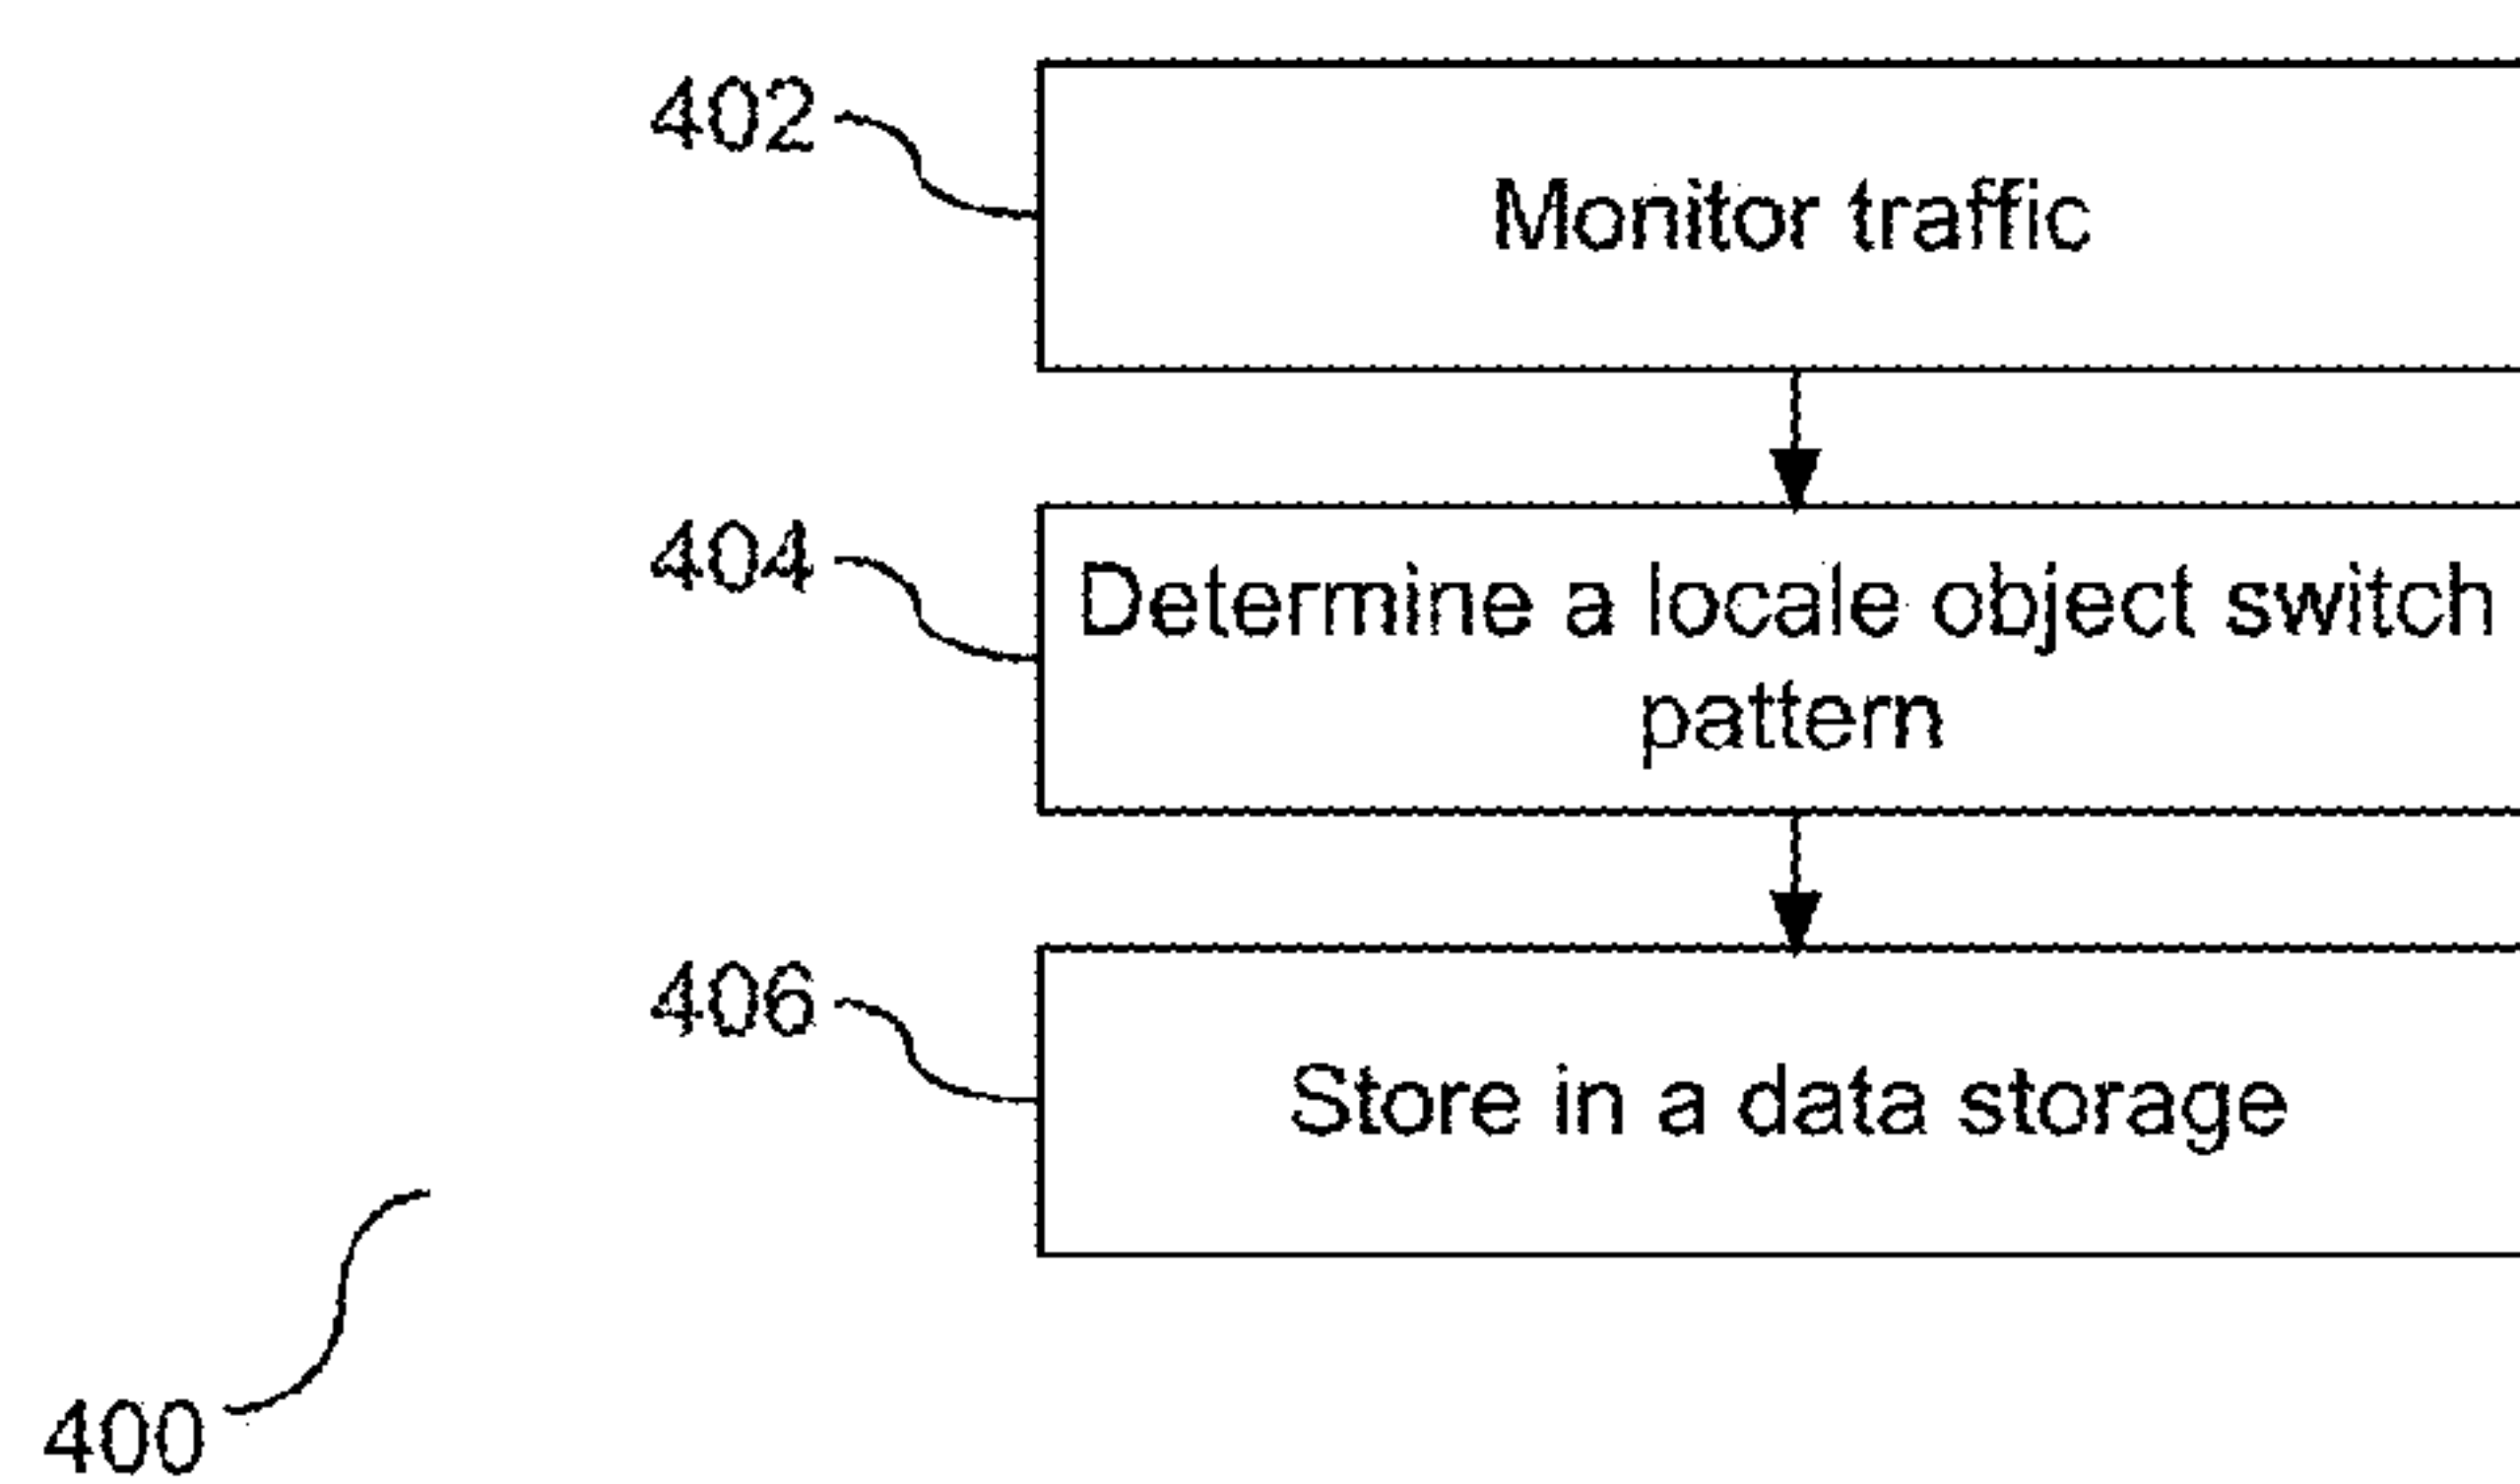 402
Monitor traffic
404
Determine a locale object switch
pattern
406
Store in a data storage
400